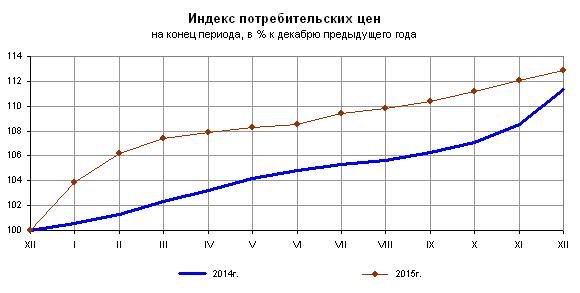 Индекс потребительских цен
на конец периода, в % к декабрю предыдущего года
114
112
110
108
106
104
102
100
XII I II III IV V VI VII VIII IX X XI XII
2014г. 2015г.